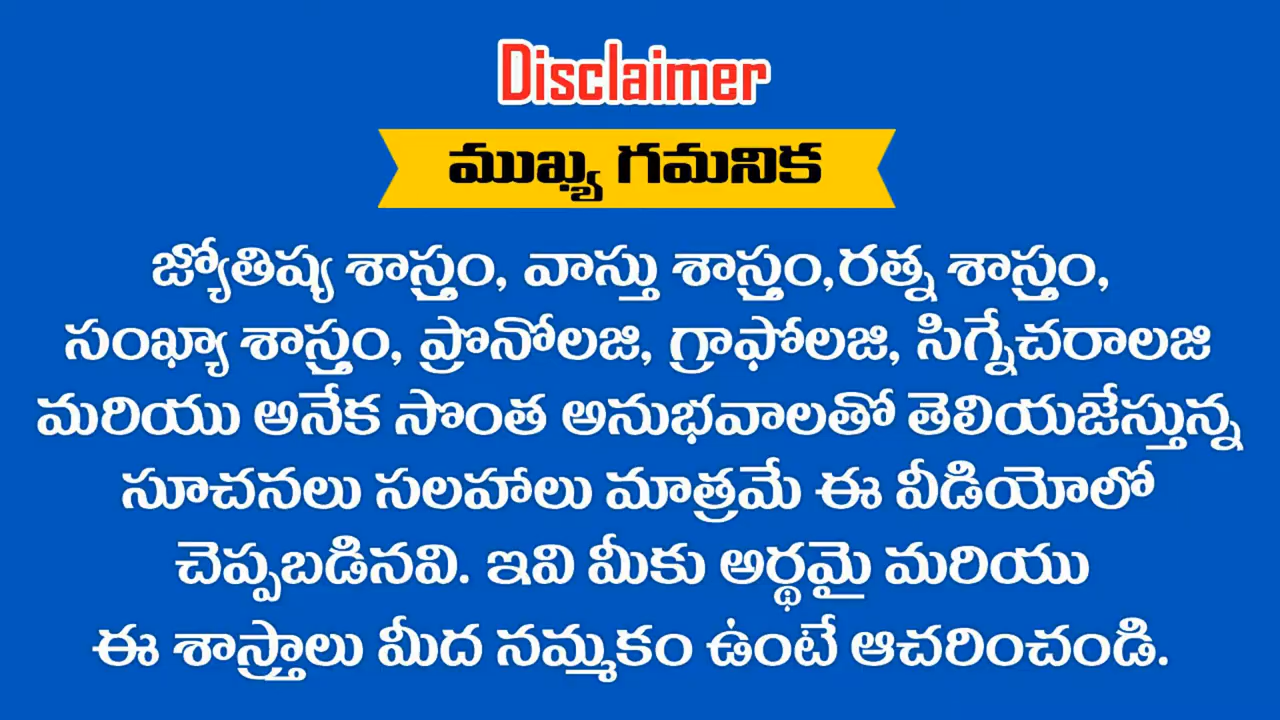 Disclaimer
ముఖ్య గమనిక
జ్యోతిష్య శాస్త్రం, వాస్తు శాస్త్రం,రత్న శాస్త్రం,
సంఖ్యా శాస్త్రం, ప్రొనోలజి, గ్రాఫోలజి, సిగ్నేచరాలజి
మరియు అనేక సొంత అనుభవాలతో తెలియజేస్తున్న
సూచనలు సలహాలు మాత్రమే ఈ వీడియోలో
చెప్పబడినవి. ఇవి మీకు అర్థమై మరియు
ఈ శాస్త్రాలు మీద నమ్మకం ఉంటే ఆచరించండి.